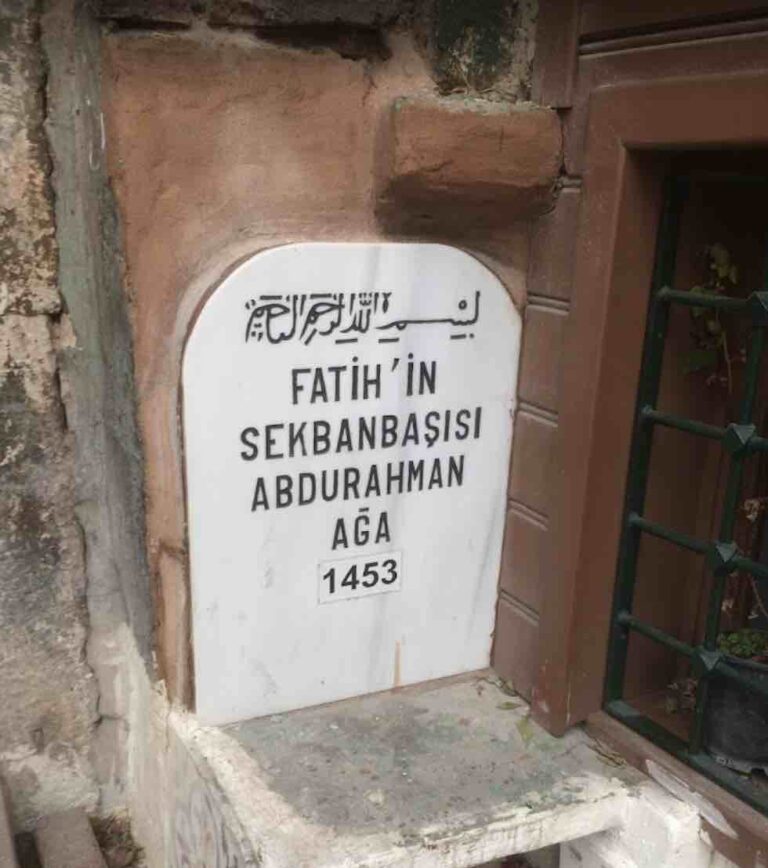 بسم الله الرحمن الرحيم
FATİH'İN
SEKBANBAŞISI
ABDURAHMAN
AĞA
1453